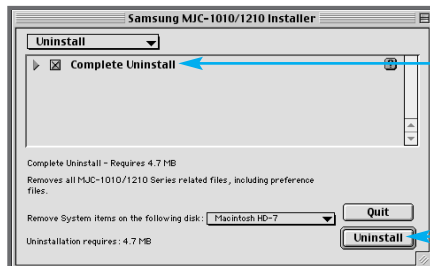 Samsung MJC-1010/1210 Installer
Uninstall
Complete Uninstall
?
Complete Uninstall - Requires 4.7 MB
Removes all MJC-1010/1210 Series related files, including preference
files.
Remove System items on the following disk: Macintosh HD-7
Quit
Uninstallation requires: 4.7 MB
Uninstall